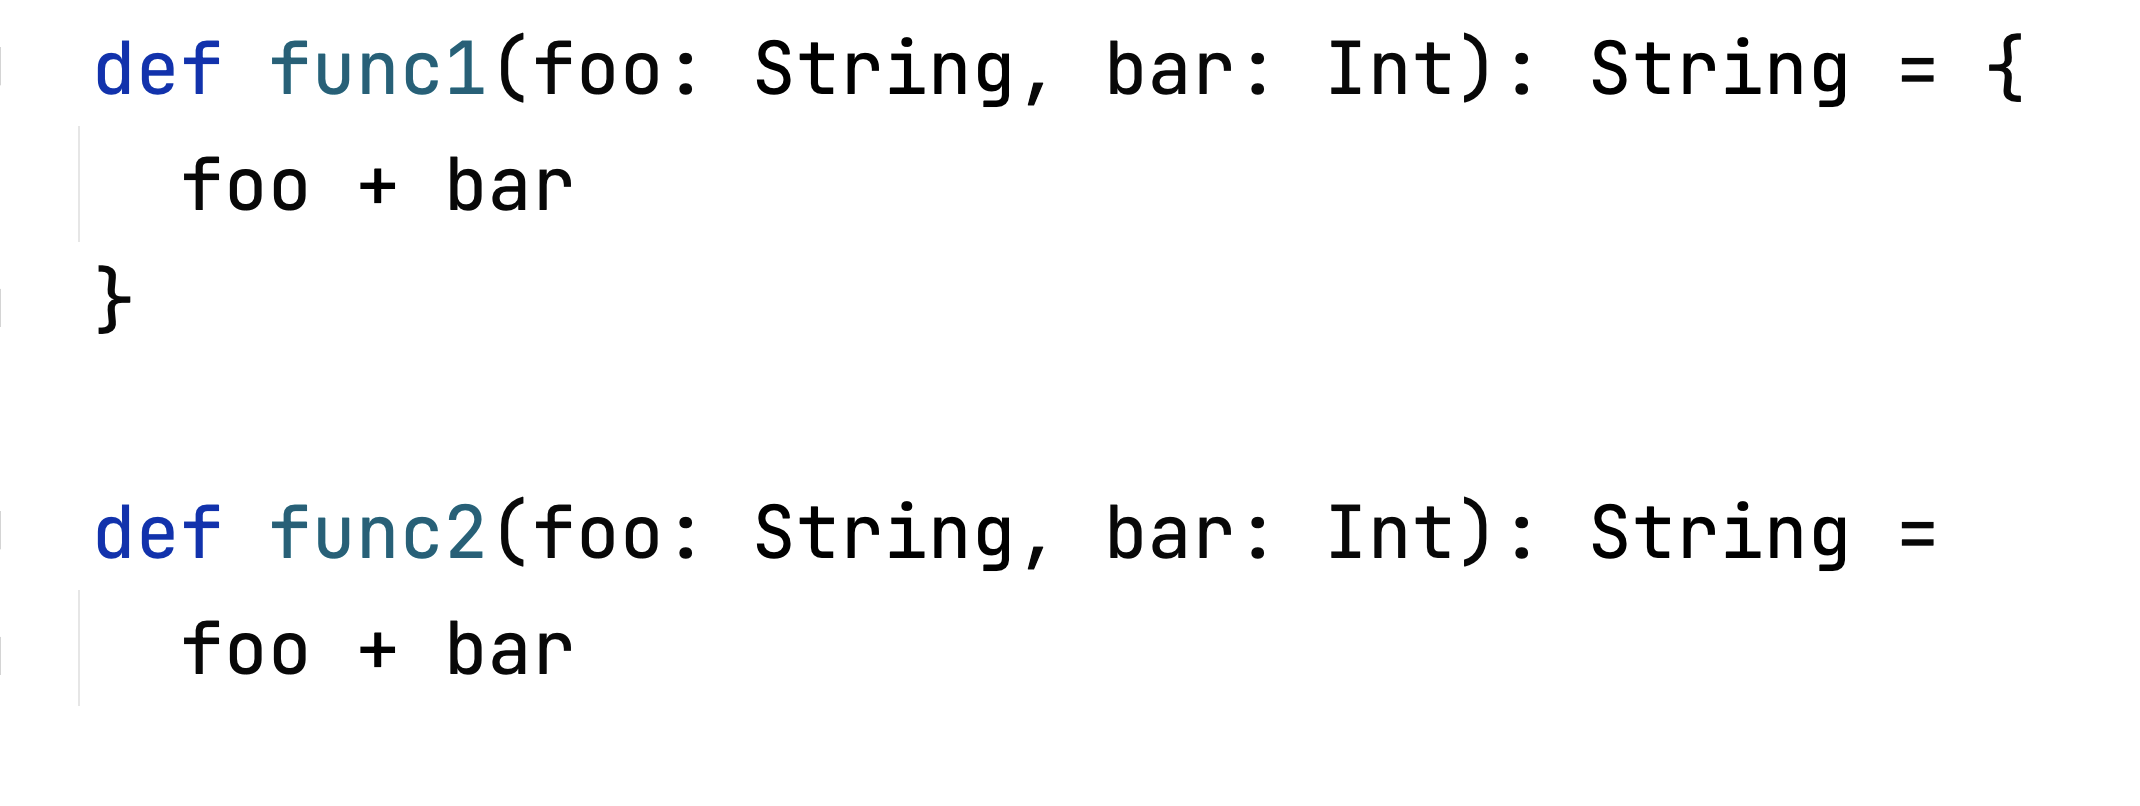 def func1(foo: String, bar: Int): String = {
  foo + bar
}
def func2(foo: String, bar: Int): String =
  foo + bar